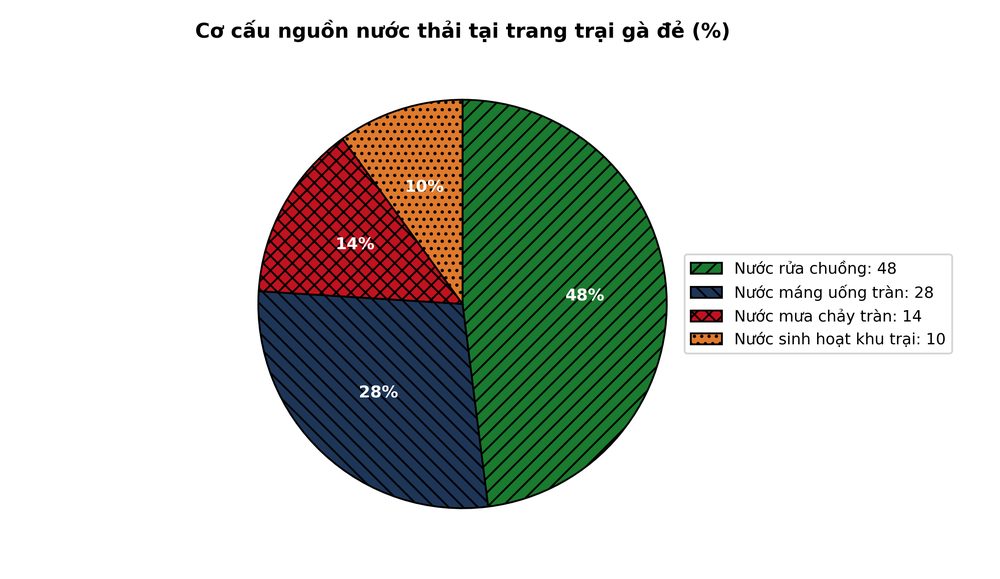 Cơ cấu nguồn nước thải tại trang trại gà đẻ (%)
10%
14%
48%
28%
Nước rửa chuồng: 48
Nước máng uống tràn: 28
Nước mưa chảy tràn: 14
Nước sinh hoạt khu trại: 10